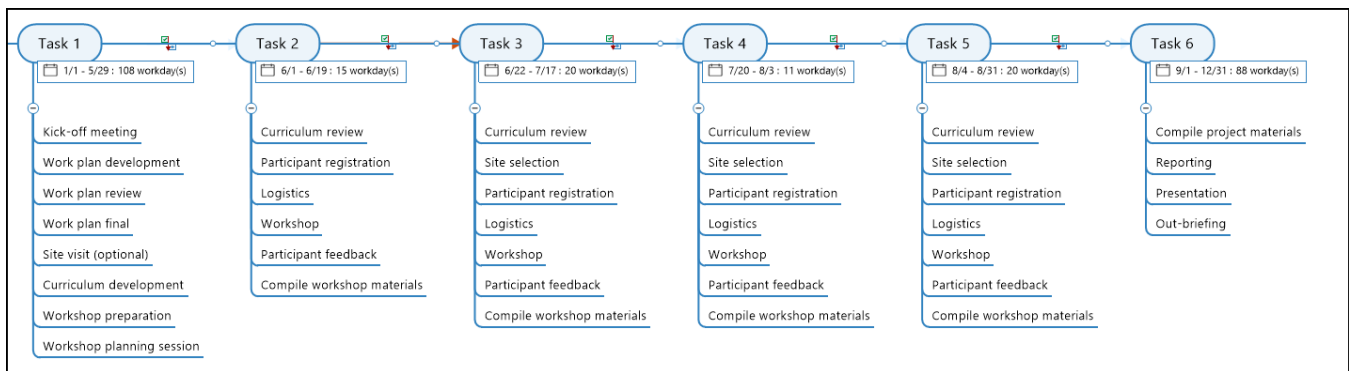 Task 1
1/1 - 5/29 : 108 workday(s)
Kick-off meeting
Work plan development
Work plan review
Work plan final
Site visit (optional)
Curriculum development
Workshop preparation
Workshop planning session
Task 2
6/1 - 6/19 : 15 workday(s)
Curriculum review
Participant registration
Logistics
Workshop
Participant feedback
Compile workshop materials
Task 3
6/22 - 7/17 : 20 workday(s)
Curriculum review
Site selection
Participant registration
Logistics
Workshop
Participant feedback
Compile workshop materials
Task 4
7/20 - 8/3 : 11 workday(s)
Curriculum review
Site selection
Participant registration
Logistics
Workshop
Participant feedback
Compile workshop materials
Task 5
8/4 - 8/31 : 20 workday(s)
Curriculum review
Site selection
Participant registration
Logistics
Workshop
Participant feedback
Compile workshop materials
Task 6
9/1 - 12/31 : 88 workday(s)
Compile project materials
Reporting
Presentation
Out-briefing